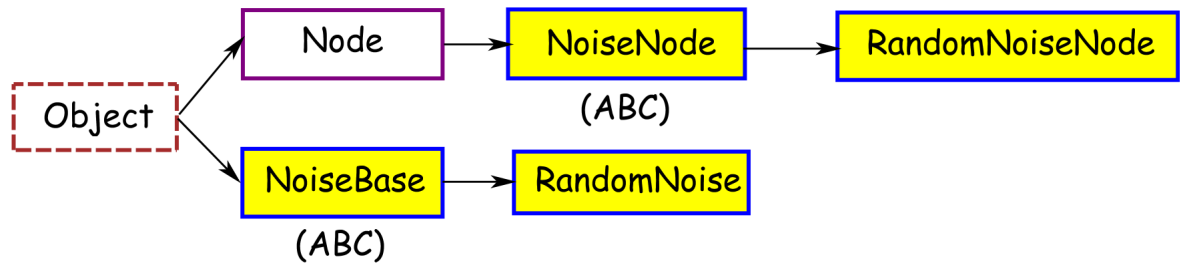 Node
NoiseNode
RandomNoiseNode
(ABC)
Object
NoiseBase
RandomNoise
(ABC)